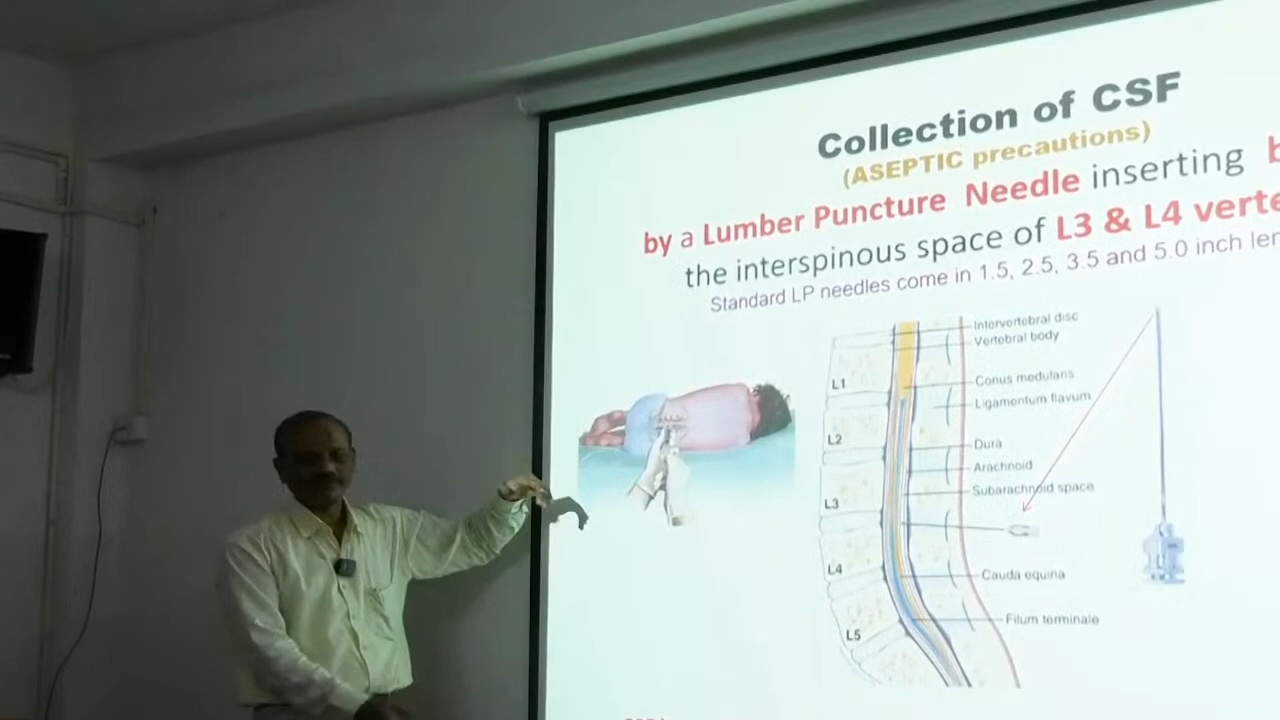 Collection of CSF
(ASEPTIC precautions)
by a Lumber Puncture Needle inserting
the interspinous space of L3 & L4
Standard LP needles come in 1.5, 2.5, 3.5 and 5.0 inch
Intervertebral disc
Vertebral body
L1
Conus medularis
Ligamentum flavum
L2
Dura
Arachnoid
L3
Subarachnoid space
L4
Cauda equina
L5
Filum terminale